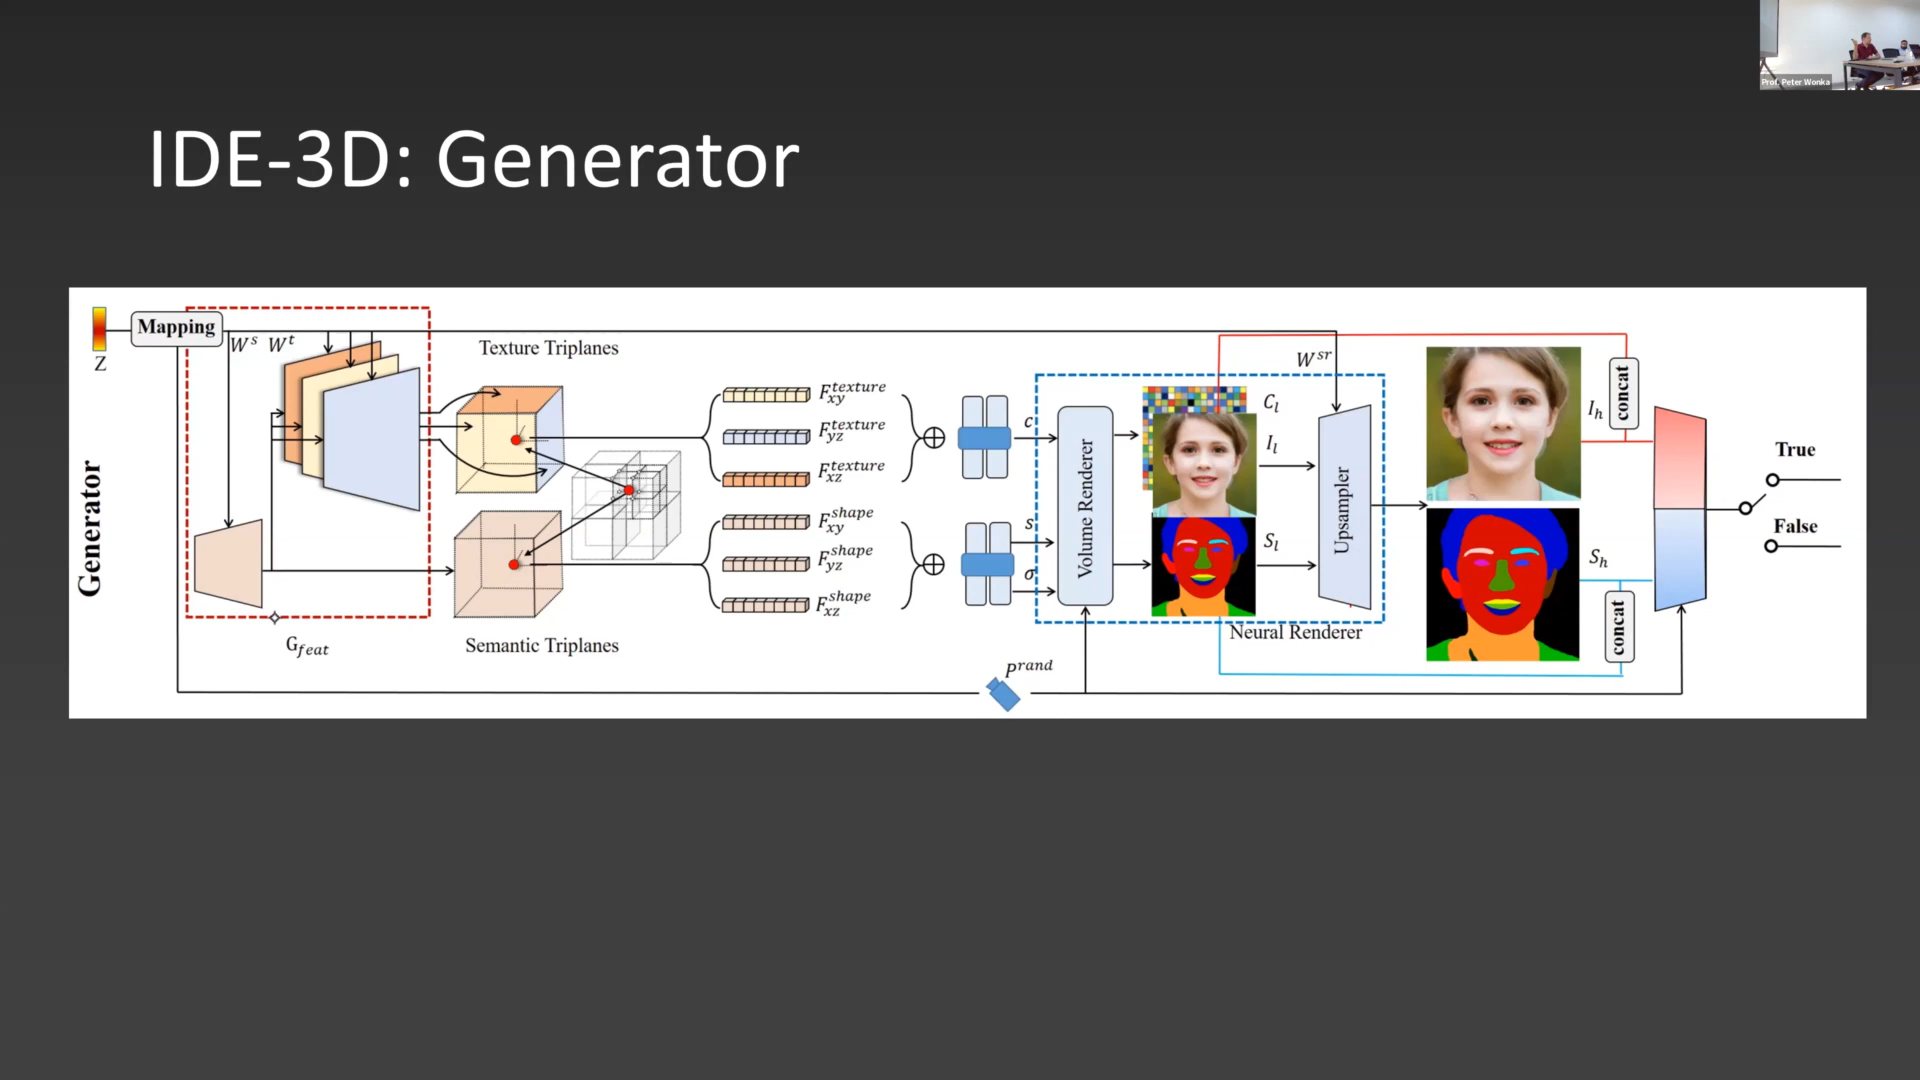 Prof. Peter Wonka
IDE-3D: Generator
Generator
Z
Mapping
W^s W^t
G_feat
Texture Triplanes
Semantic Triplanes
F_xy^texture
F_yz^texture
F_xz^texture
F_xy^shape
F_yz^shape
F_xz^shape
c
s
σ
P^rand
Volume Renderer
C_l
I_l
S_l
W^sr
Upsampler
Neural Renderer
I_h
S_h
concat
concat
True
False